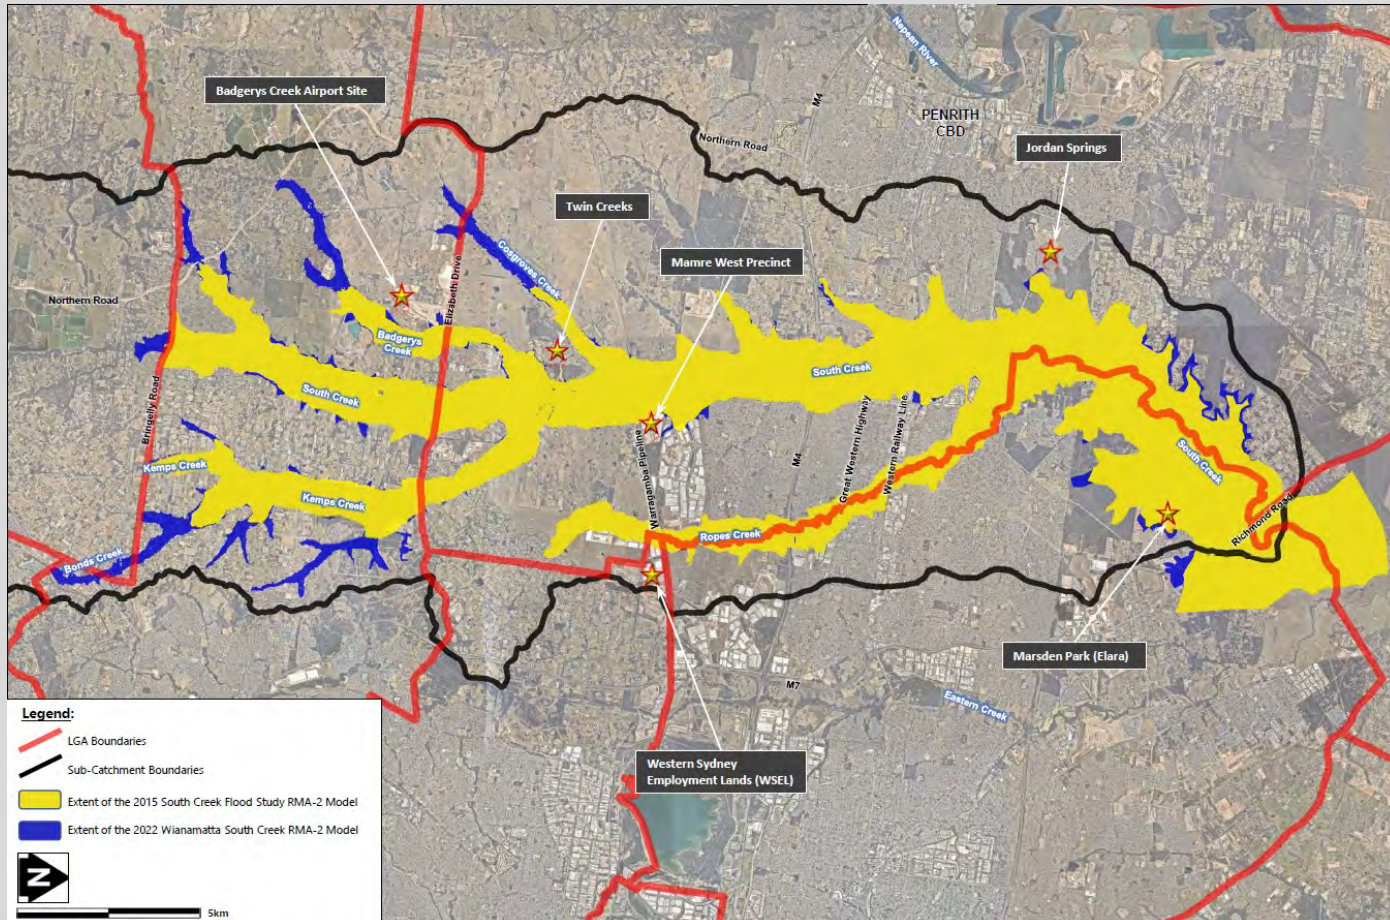 Nepean River
Badgerys Creek Airport Site
M4
PENRITH
CBD
Northern Road
Jordan Springs
Twin Creeks
Cosgroves Creek
Mamre West Precinct
Elizabeth Drive
Northern Road
Badgerys
Creek
South Creek
South Creek
Bringelly Road
Great Western Highway
Western Railway Line
M4
Warragamba Pipeline
Kemps Creek
Kemps Creek
South Creek
Richmond Road
Ropes Creek
Bonds Creek
Marsden Park (Elara)
M7
Eastern Creek
Western Sydney
Employment Lands (WSEL)
Legend:
LGA Boundaries
Sub-Catchment Boundaries
Extent of the 2015 South Creek Flood Study RMA-2 Model
Extent of the 2022 Wianamatta South Creek RMA-2 Model
N
5km